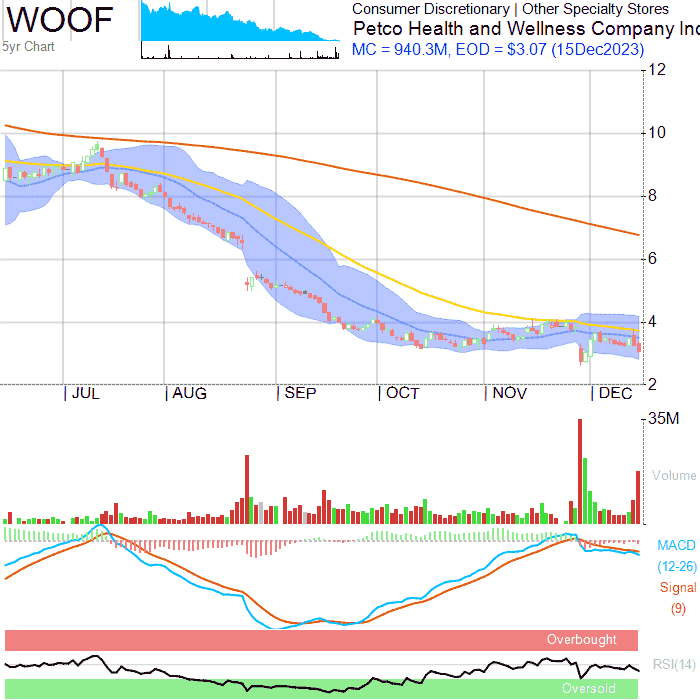 WOOF
5yr Chart
Consumer Discretionary | Other Specialty Stores
Petco Health and Wellness Company Inc
MC = 940.3M, EOD = $3.07 (15Dec2023)
12
10
8
6
4
2
JUL AUG SEP OCT NOV DEC
35M
Volume
MACD
(12-26)
Signal
(9)
Overbought
RSI(14)
Oversold